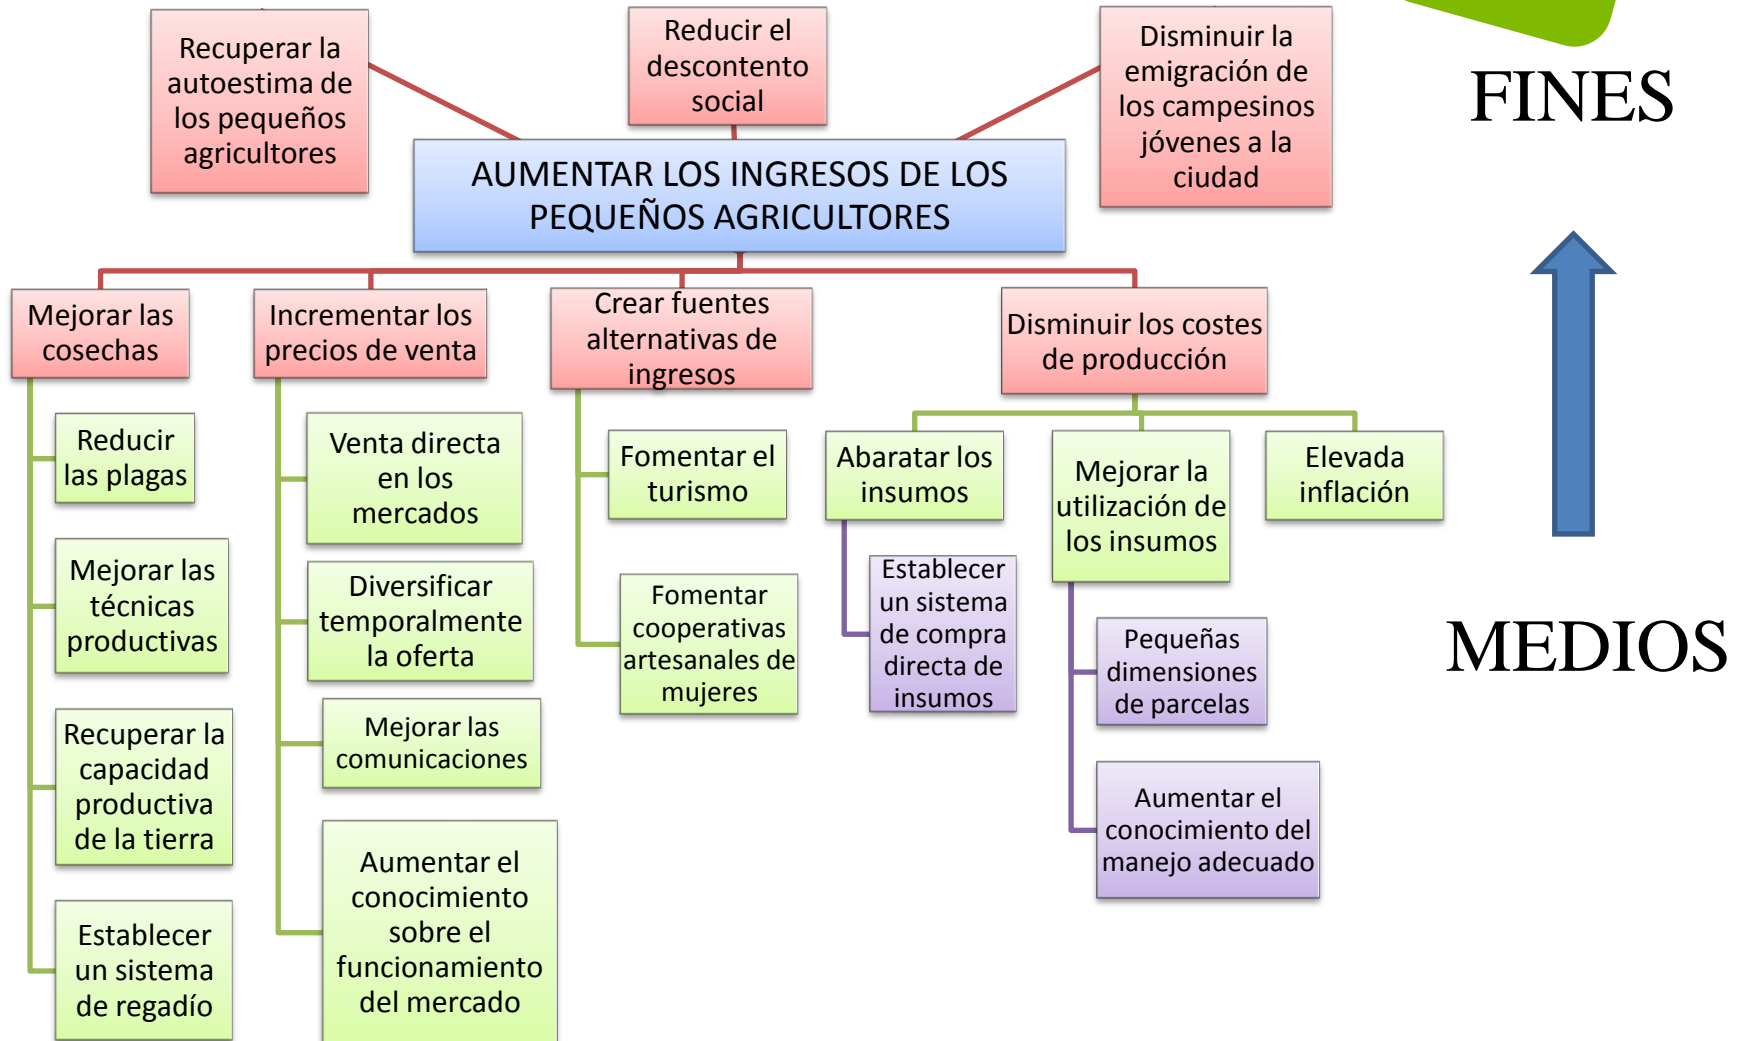 Recuperar la
autoestima de
los pequeños
agricultores
Reducir el
descontento
social
Disminuir la
emigración de
los campesinos
jóvenes a la
ciudad
FINES
AUMENTAR LOS INGRESOS DE LOS
PEQUEÑOS AGRICULTORES
Mejorar las
cosechas
Incrementar los
precios de venta
Crear fuentes
alternativas de
ingresos
Disminuir los costes
de producción
Reducir
las plagas
Mejorar las
técnicas
productivas
Recuperar la
capacidad
productiva
de la tierra
Establecer
un sistema
de regadío
Venta directa
en los
mercados
Diversificar
temporalmente
la oferta
Mejorar las
comunicaciones
Aumentar el
conocimiento
sobre el
funcionamiento
del mercado
Fomentar el
turismo
Fomentar
cooperativas
artesanales de
mujeres
Abaratar los
insumos
Establecer
un sistema
de compra
directa de
insumos
Mejorar la
utilización de
los insumos
Pequeñas
dimensiones
de parcelas
Aumentar el
conocimiento del
manejo adecuado
Elevada
inflación
MEDIOS